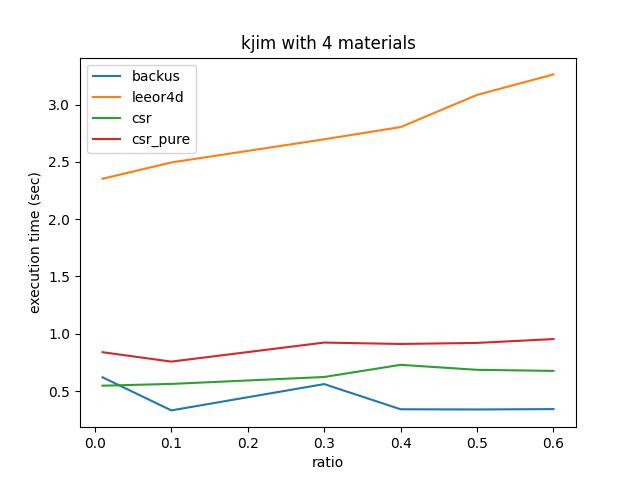 kjim with 4 materials
backus
leeor4d
csr
csr_pure
execution time (sec)
3.0
2.5
2.0
1.5
1.0
0.5
0.0 0.1 0.2 0.3 0.4 0.5 0.6
ratio